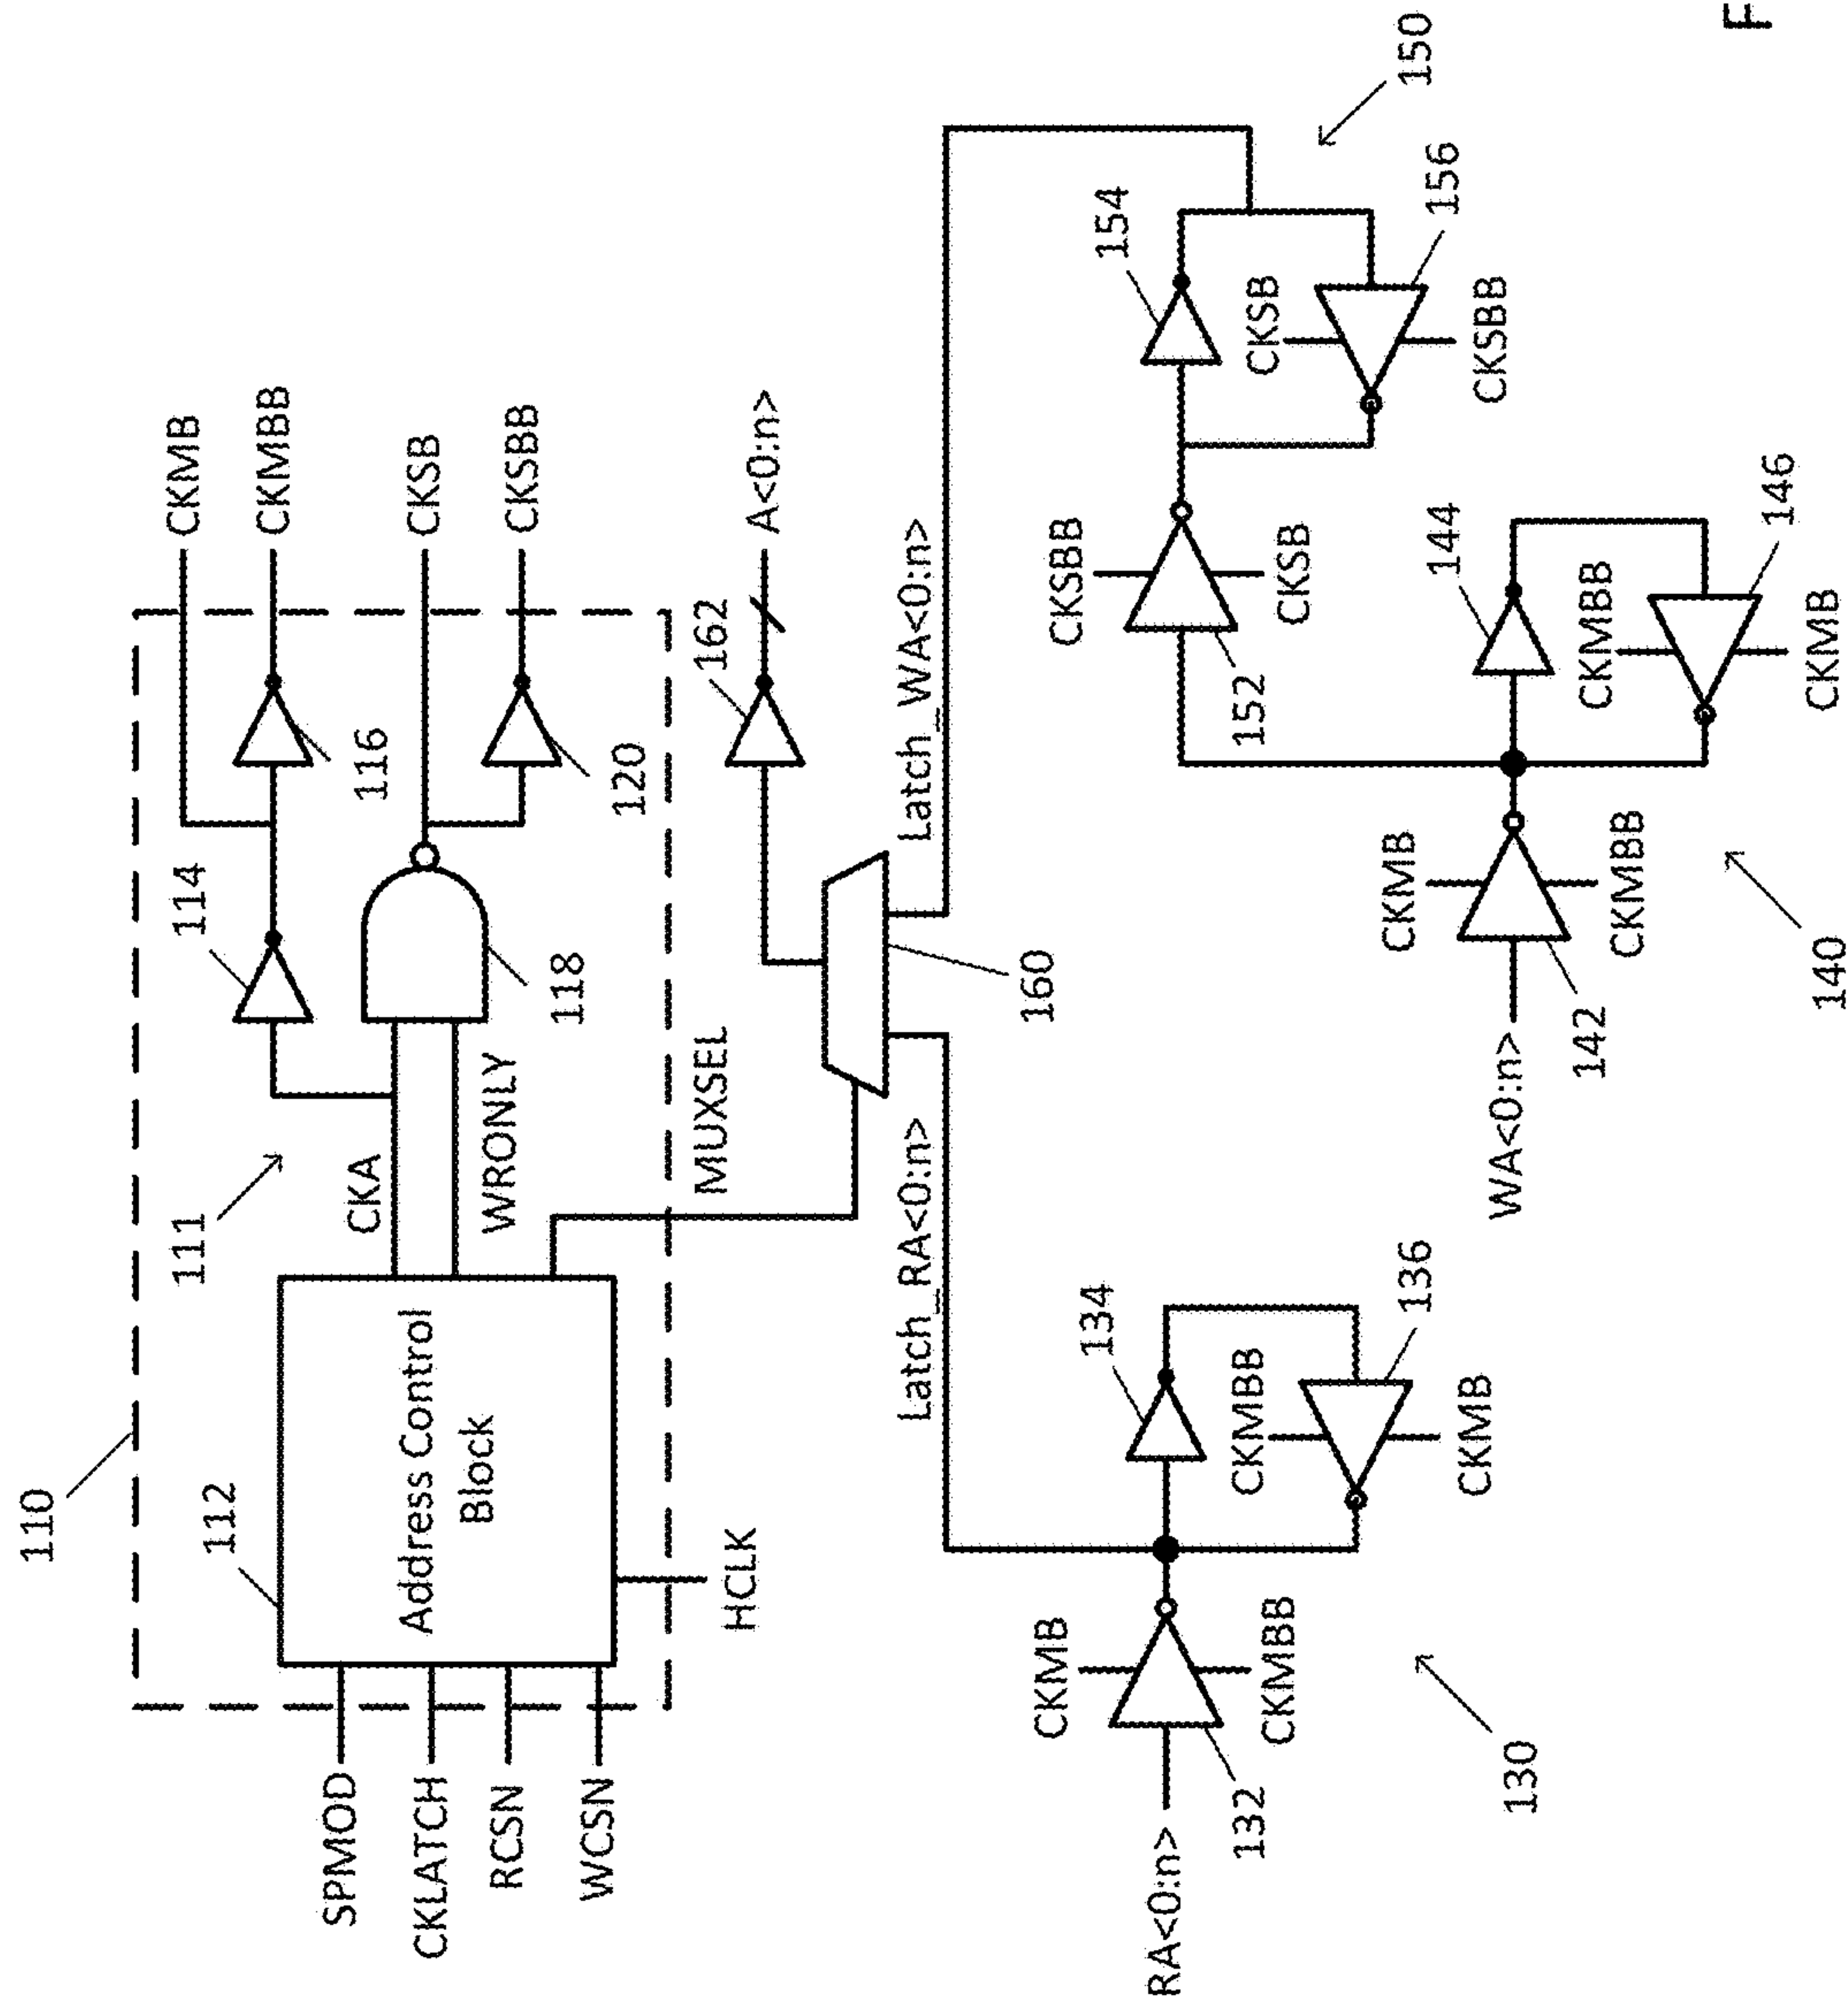 110
112
SPMOD
CKLATCH
RCSN
WCSN
Address Control
Block
HCLK
111
CKA
WRONLY
114
118
116
120
CKMB
CKMBB
CKSB
CKSBB
MUXSEL
160
162
A<0:n>
Latch_RA<0:n>
Latch_WA<0:n>
RA<0:n>
CKMB
CKMBB
132
130
134
CKMBB
136
CKMB
WA<0:n>
CKMB
CKMBB
142
140
144
CKMBB
146
CKMB
CKSBB
CKSB
152
154
CKSB
156
CKSBB
150
F